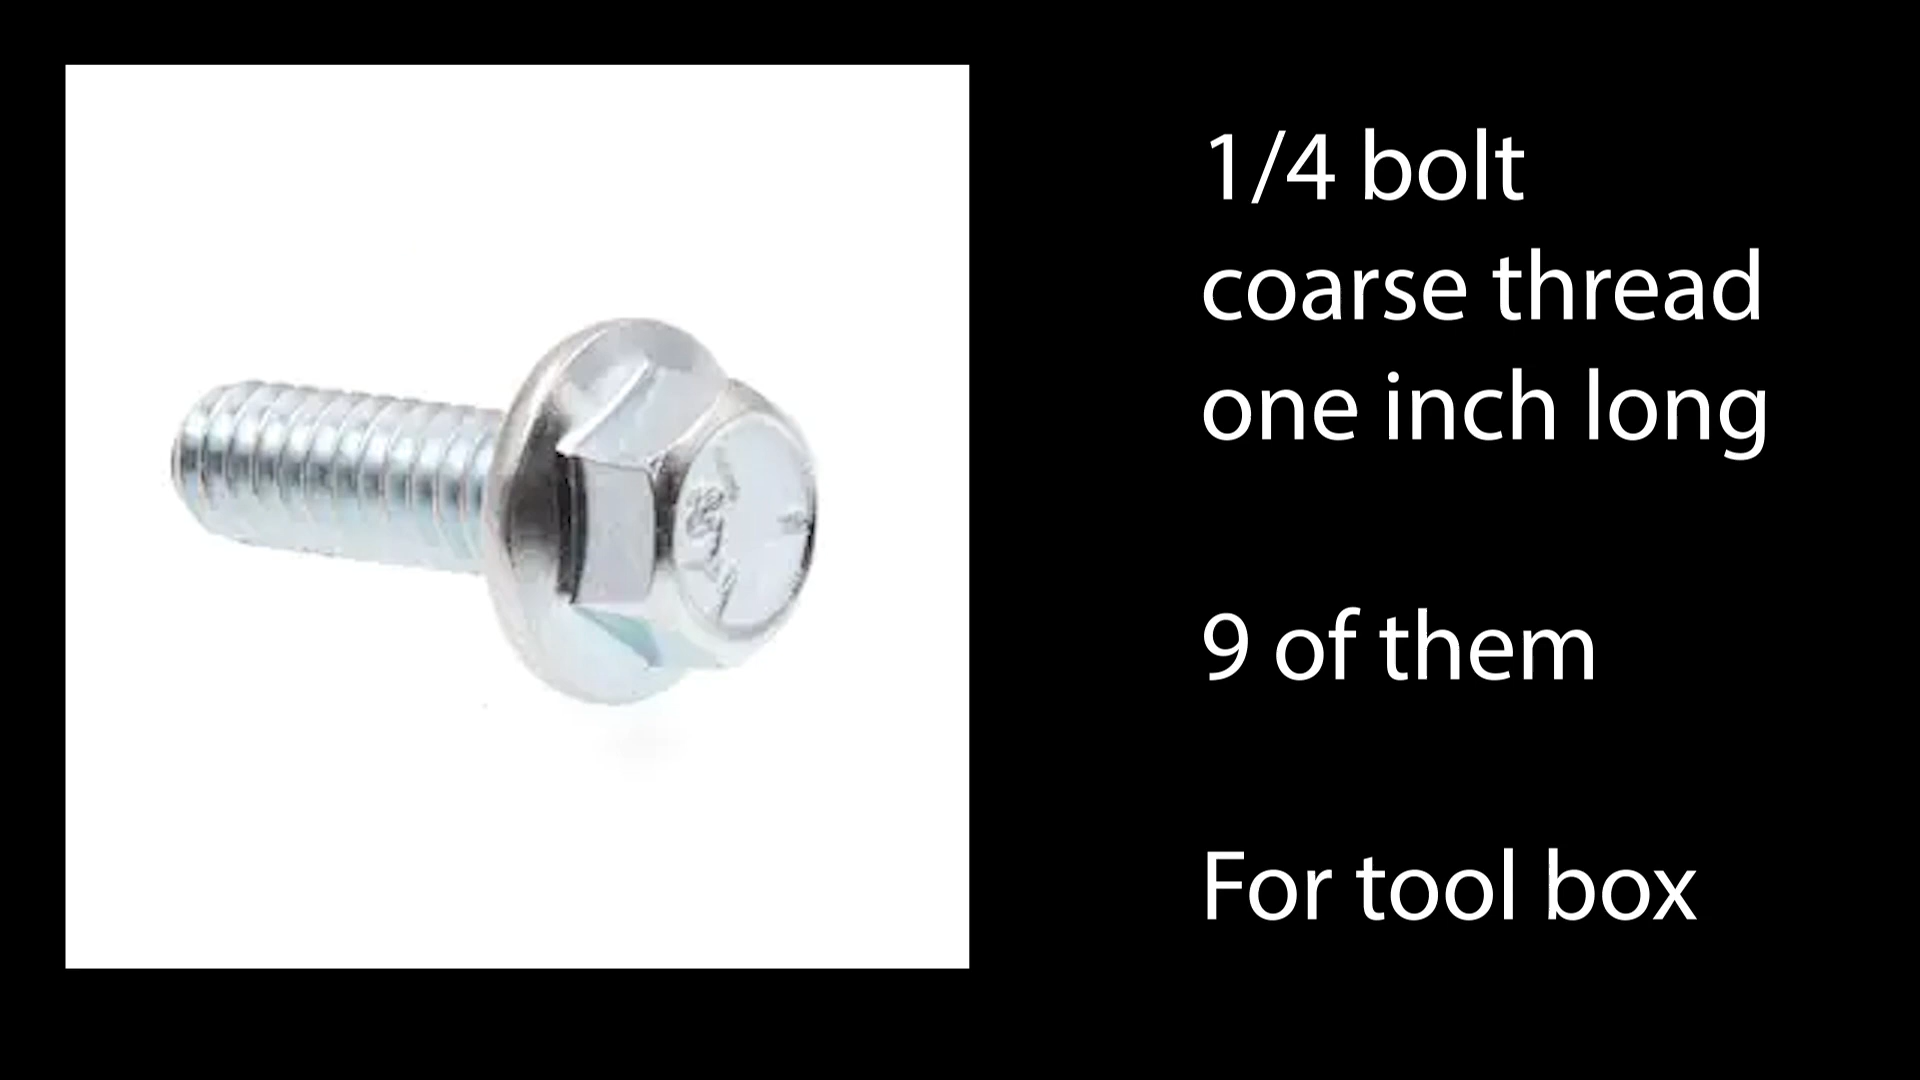 1/4 bolt
coarse thread
one inch long
9 of them
For tool box